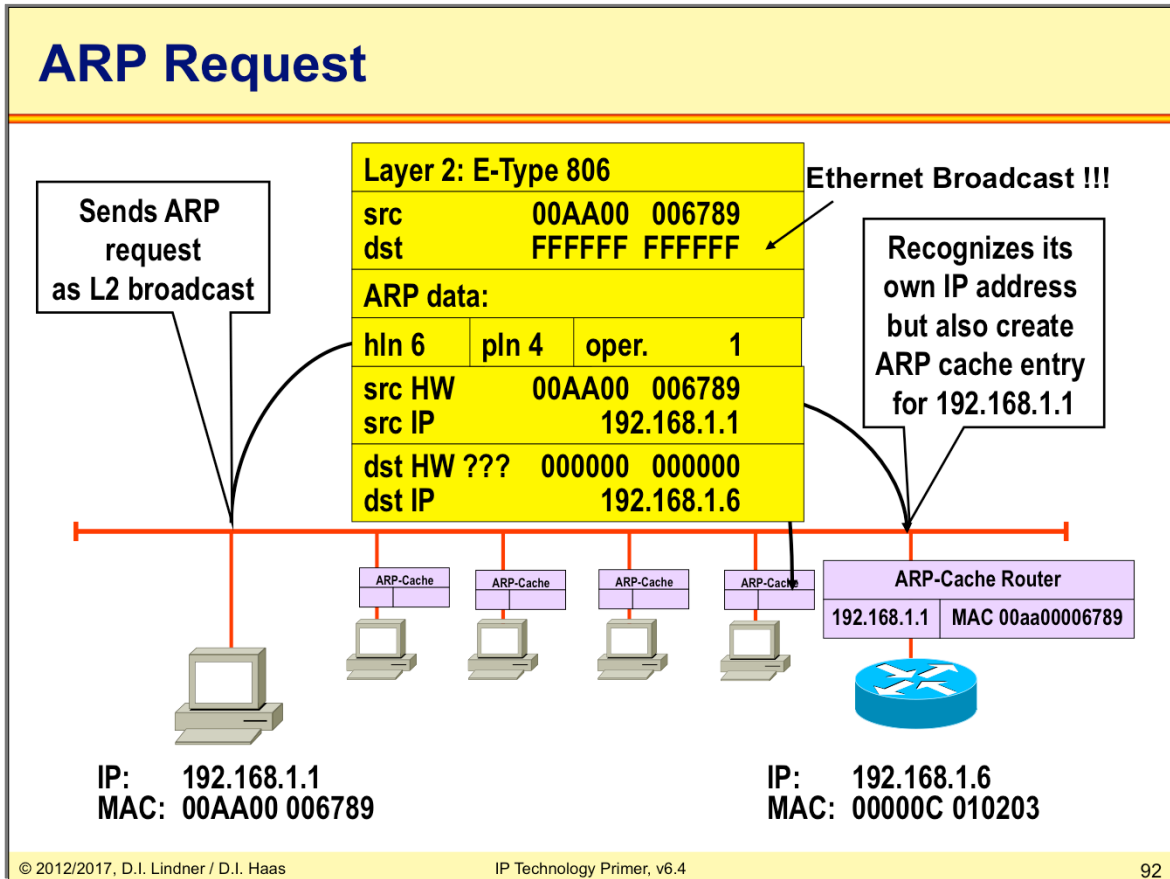 ARP Request
Sends ARP
request
as L2 broadcast
Layer 2: E-Type 806
src 00AA00 006789
dst FFFFFF FFFFFF
ARP data:
hln 6 pln 4 oper. 1
src HW 00AA00 006789
src IP 192.168.1.1
dst HW ??? 000000 000000
dst IP 192.168.1.6
Ethernet Broadcast !!!
Recognizes its
own IP address
but also create
ARP cache entry
for 192.168.1.1
ARP-Cache
ARP-Cache
ARP-Cache
ARP-Cache
ARP-Cache Router
192.168.1.1 MAC 00aa00006789
IP: 192.168.1.1
MAC: 00AA00 006789
IP: 192.168.1.6
MAC: 00000C 010203
© 2012/2017, D.I. Lindner / D.I. Haas
IP Technology Primer, v6.4
92